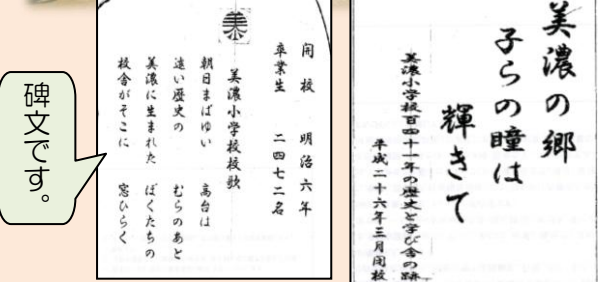 美濃の郷
子らの瞳は
輝きて
美濃小学校百四十一年の歴史と学び舎の跡
平成二十六年三月閉校
開校 明治六年
卒業生 二四七二名
美濃小学校校歌
朝日まばゆい 高台は
遠い歴史の むらのあと
美濃に生まれた ぼくたちの
校舎がそこに 窓ひらく
碑文です。